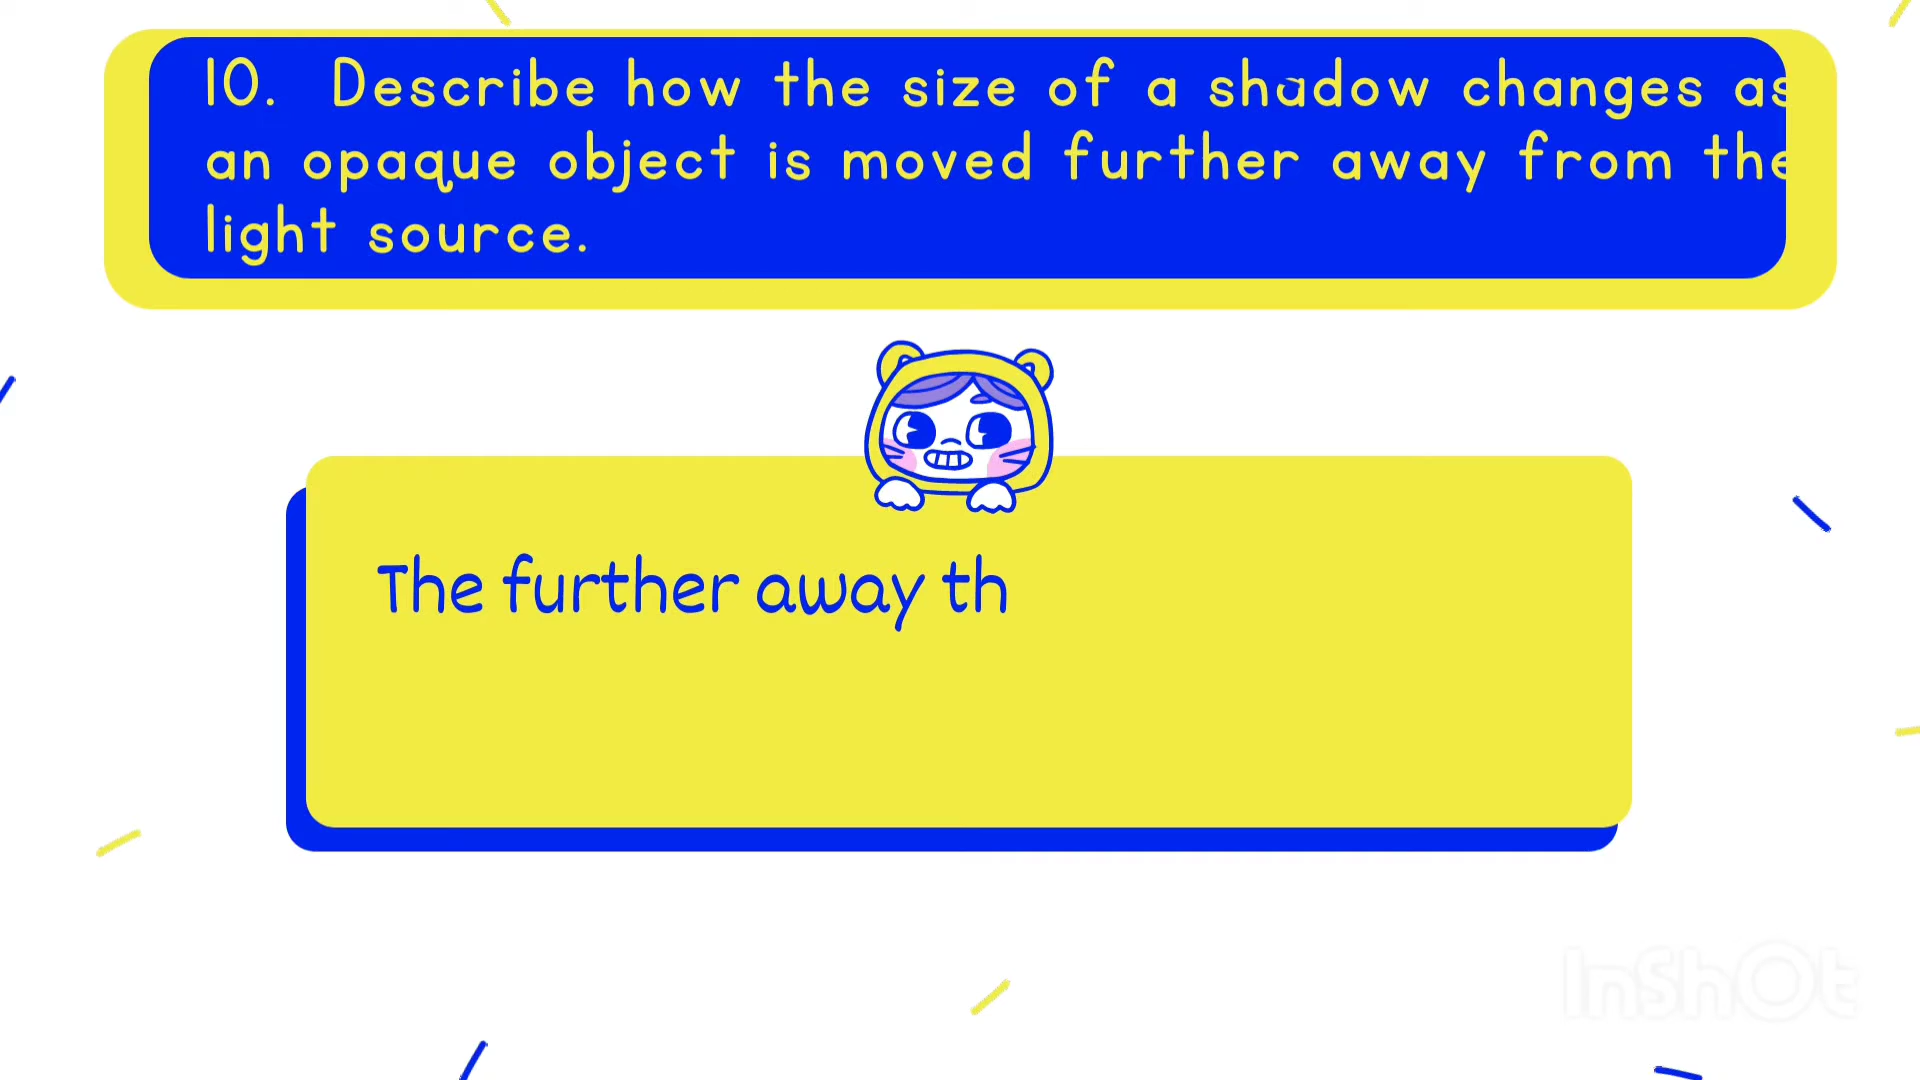 10. Describe how the size of a shadow changes as
an opaque object is moved further away from the
light source.
The further away th
InShOt